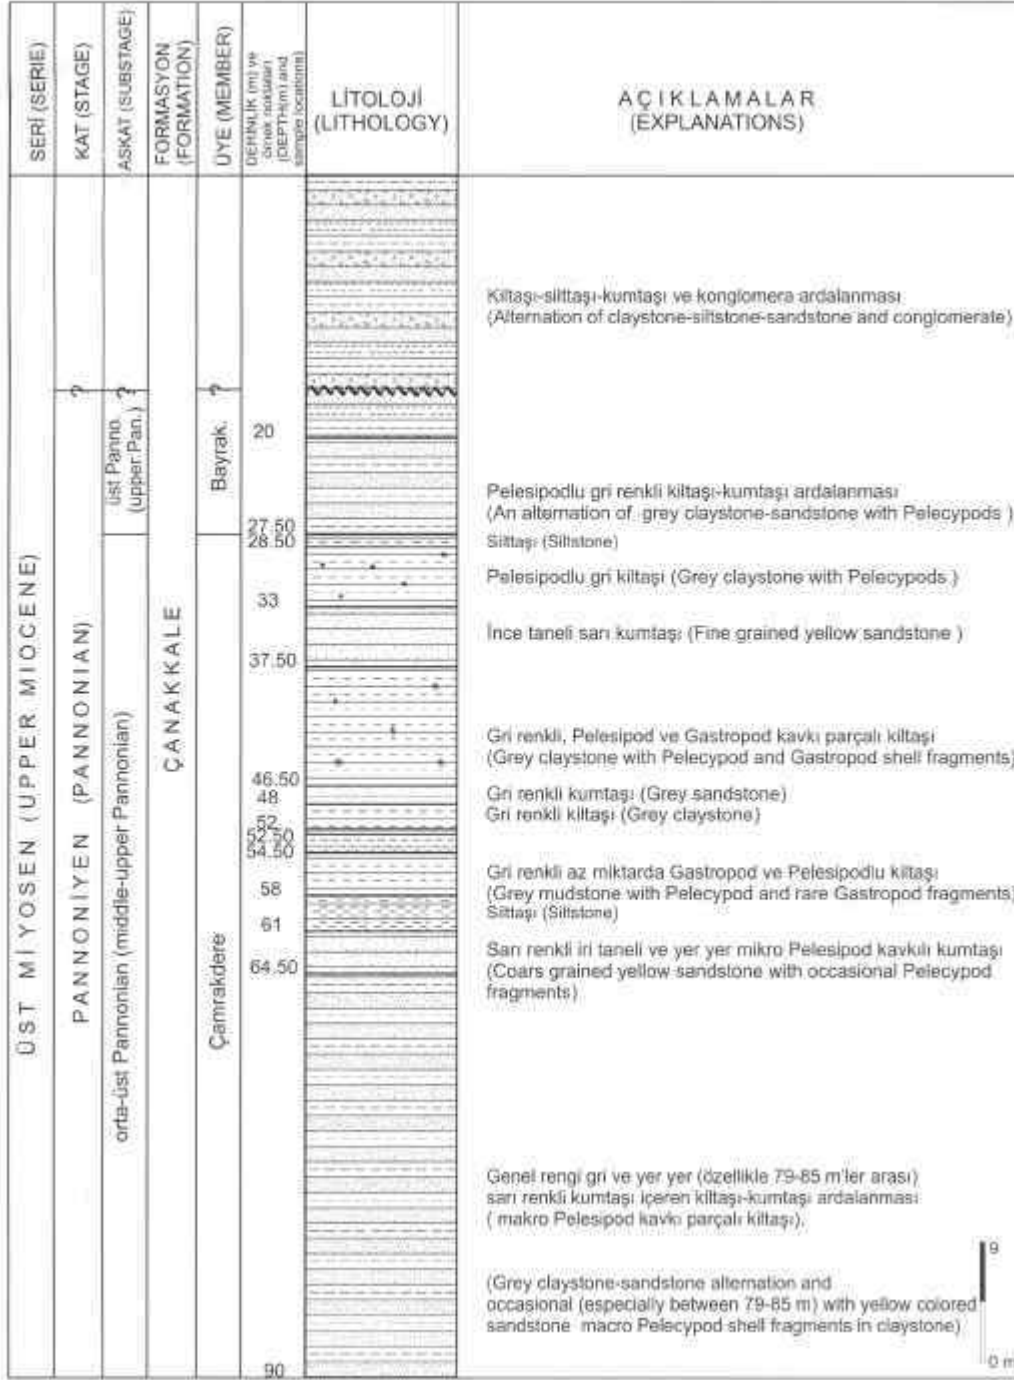 SERİ (SERIE)
KAT (STAGE)
ASKAT (SUBSTAGE)
FORMASYON
(FORMATION)
ÜYE (MEMBER)
DERİNLİK (m) ve
örnek noktaları
(DEPTH(m) and
sample locations)
LİTOLOJİ
(LITHOLOGY)
AÇIKLAMALAR
(EXPLANATIONS)
ÜST MİYOSEN (UPPER MIOCENE)
?
PANNONİYEN (PANNONIAN)
?
üst Panno.
(upper Pan.)
orta-üst Pannonian (middle-upper Pannonian)
ÇANAKKALE
?
Bayrak.
Çamrakdere
20
27.50
28.50
33
37.50
46.50
48
52
52.50
54.50
58
61
64.50
90
Kiltaşı-silttaşı-kumtaşı ve konglomera ardalanması
(Alternation of claystone-siltstone-sandstone and conglomerate)
Pelesipodlu gri renkli kiltaşı-kumtaşı ardalanması
(An alternation of grey claystone-sandstone with Pelecypods )
Silttaşı (Siltstone)
Pelesipodlu gri kiltaşı (Grey claystone with Pelecypods )
İnce taneli sarı kumtaşı (Fine grained yellow sandstone )
Gri renkli, Pelesipod ve Gastropod kavkı parçalı kiltaşı
(Grey claystone with Pelecypod and Gastropod shell fragments)
Gri renkli kumtaşı (Grey sandstone)
Gri renkli kiltaşı (Grey claystone)
Gri renkli az miktarda Gastropod ve Pelesipodlu kiltaşı
(Grey mudstone with Pelecypod and rare Gastropod fragments)
Silttaşı (Siltstone)
Sarı renkli iri taneli ve yer yer mikro Pelesipod kavkılı kumtaşı
(Coars grained yellow sandstone with occasional Pelecypod
fragments)
Genel rengi gri ve yer yer (özellikle 79-85 m'ler arası)
sarı renkli kumtaşı içeren kiltaşı-kumtaşı ardalanması
( makro Pelesipod kavkı parçalı kiltaşı).
(Grey claystone-sandstone alternation and
occasional (especially between 79-85 m) with yellow colored
sandstone macro Pelecypod shell fragments in claystone)
9
0 m